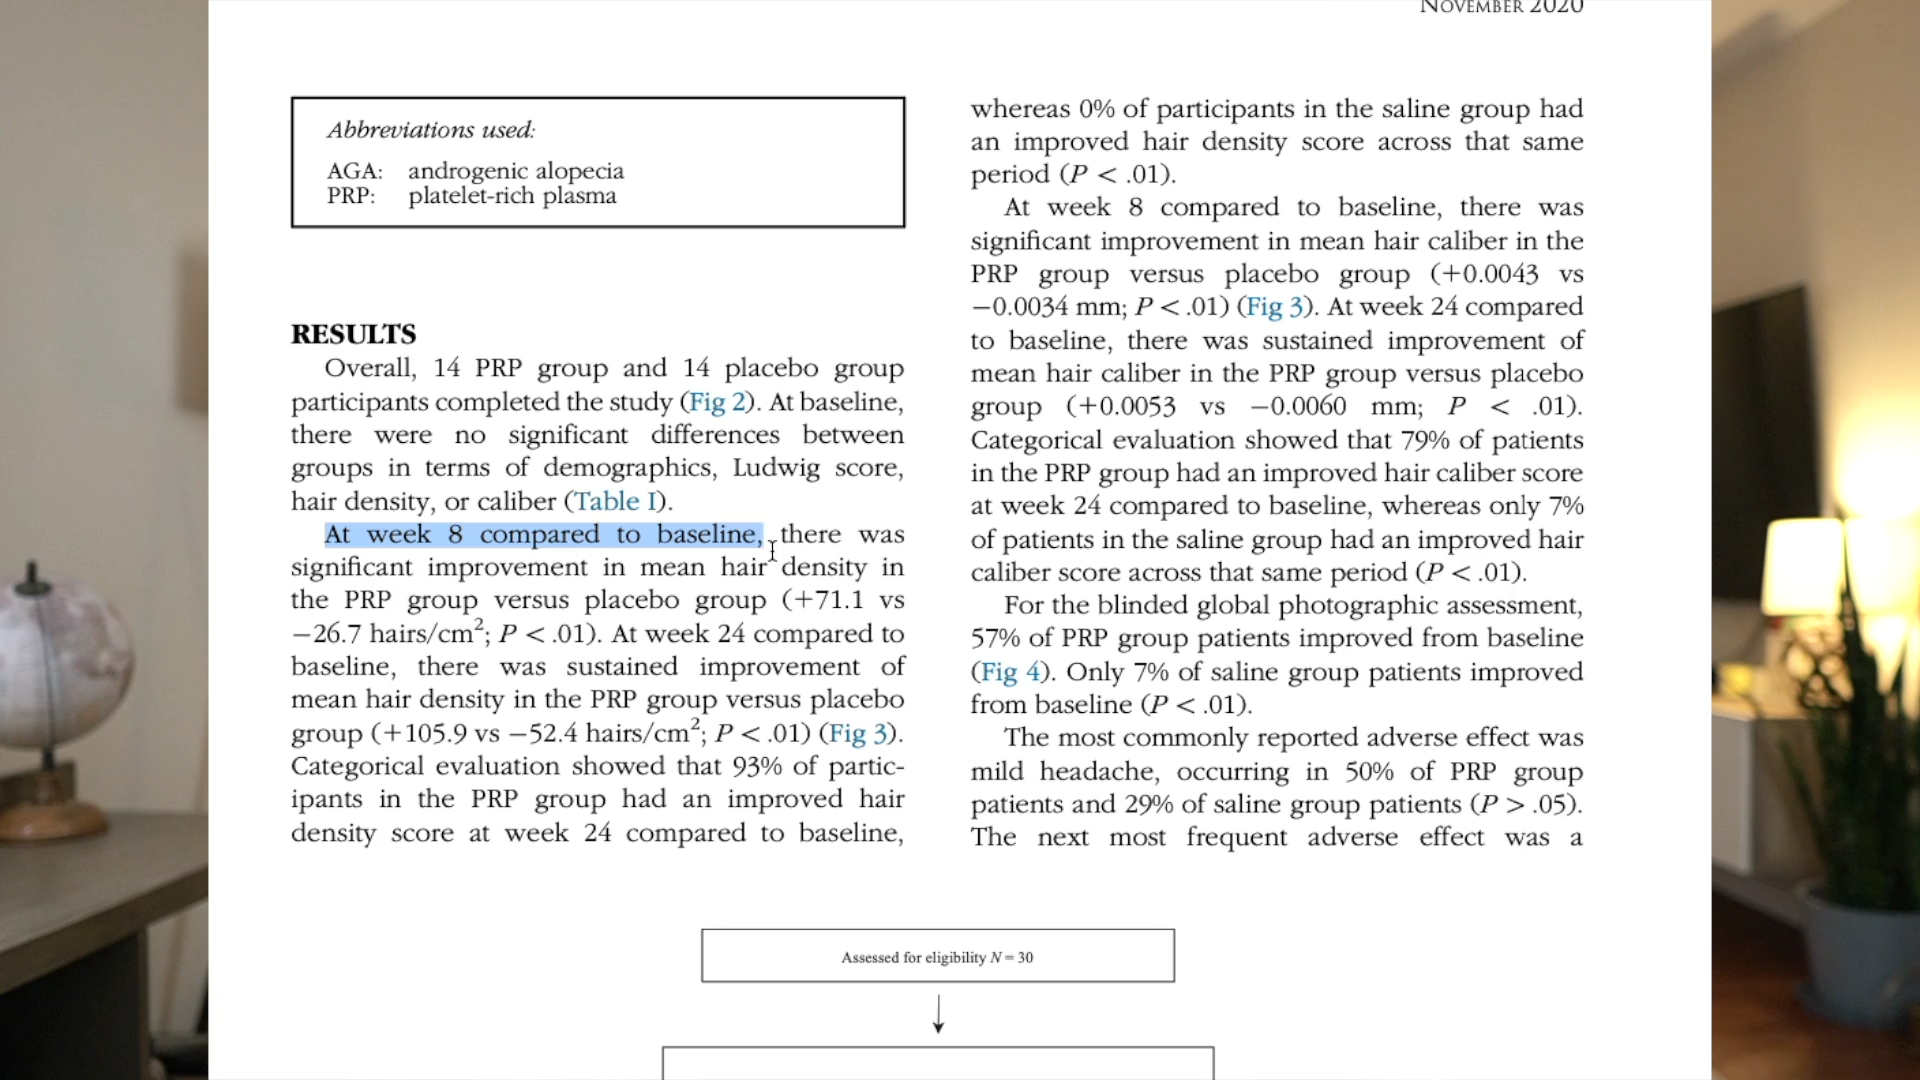 NOVEMBER 2020
Abbreviations used:
AGA: androgenic alopecia
PRP: platelet-rich plasma
RESULTS
Overall, 14 PRP group and 14 placebo group
participants completed the study (Fig 2). At baseline,
there were no significant differences between
groups in terms of demographics, Ludwig score,
hair density, or caliber (Table I).
At week 8 compared to baseline, there was
significant improvement in mean hair density in
the PRP group versus placebo group (+71.1 vs
−26.7 hairs/cm²; P < .01). At week 24 compared to
baseline, there was sustained improvement of
mean hair density in the PRP group versus placebo
group (+105.9 vs −52.4 hairs/cm²; P < .01) (Fig 3).
Categorical evaluation showed that 93% of partic-
ipants in the PRP group had an improved hair
density score at week 24 compared to baseline,
whereas 0% of participants in the saline group had
an improved hair density score across that same
period (P < .01).
At week 8 compared to baseline, there was
significant improvement in mean hair caliber in the
PRP group versus placebo group (+0.0043 vs
−0.0034 mm; P < .01) (Fig 3). At week 24 compared
to baseline, there was sustained improvement of
mean hair caliber in the PRP group versus placebo
group (+0.0053 vs −0.0060 mm; P < .01).
Categorical evaluation showed that 79% of patients
in the PRP group had an improved hair caliber score
at week 24 compared to baseline, whereas only 7%
of patients in the saline group had an improved hair
caliber score across that same period (P < .01).
For the blinded global photographic assessment,
57% of PRP group patients improved from baseline
(Fig 4). Only 7% of saline group patients improved
from baseline (P < .01).
The most commonly reported adverse effect was
mild headache, occurring in 50% of PRP group
patients and 29% of saline group patients (P > .05).
The next most frequent adverse effect was a
Assessed for eligibility N = 30